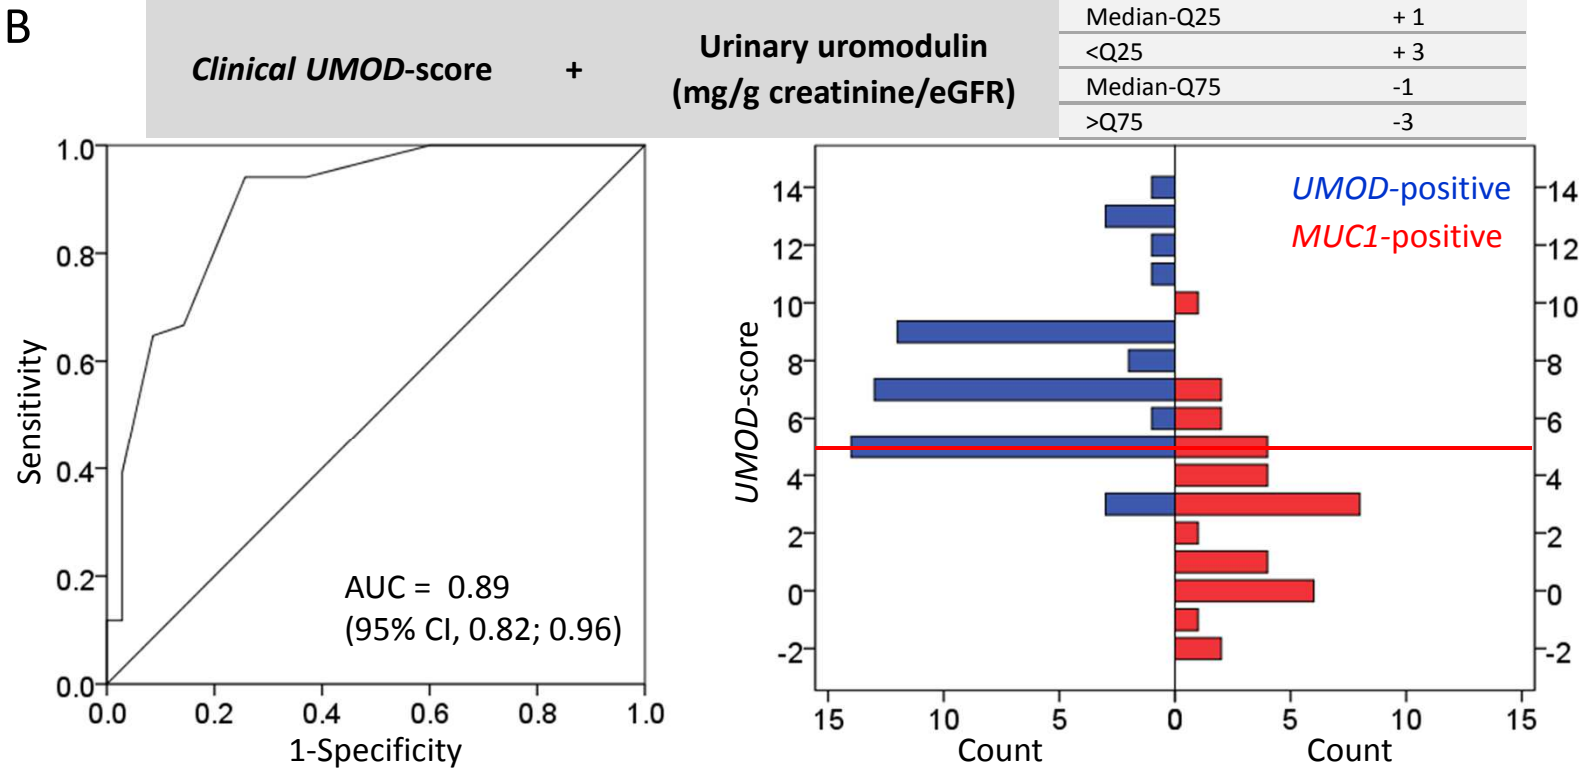 B
Clinical UMOD-score + Urinary uromodulin
(mg/g creatinine/eGFR)
Median-Q25 + 1
<Q25 + 3
Median-Q75 -1
>Q75 -3
1.0
0.8
0.6
0.4
0.2
0.0
Sensitivity
AUC = 0.89
(95% CI, 0.82; 0.96)
0.0 0.2 0.4 0.6 0.8 1.0
1-Specificity
UMOD-positive
MUC1-positive
14 14
12 12
10 10
8 8
6 6
4 4
2 2
0 0
-2 -2
UMOD-score
15 10 5 0 5 10 15
Count Count